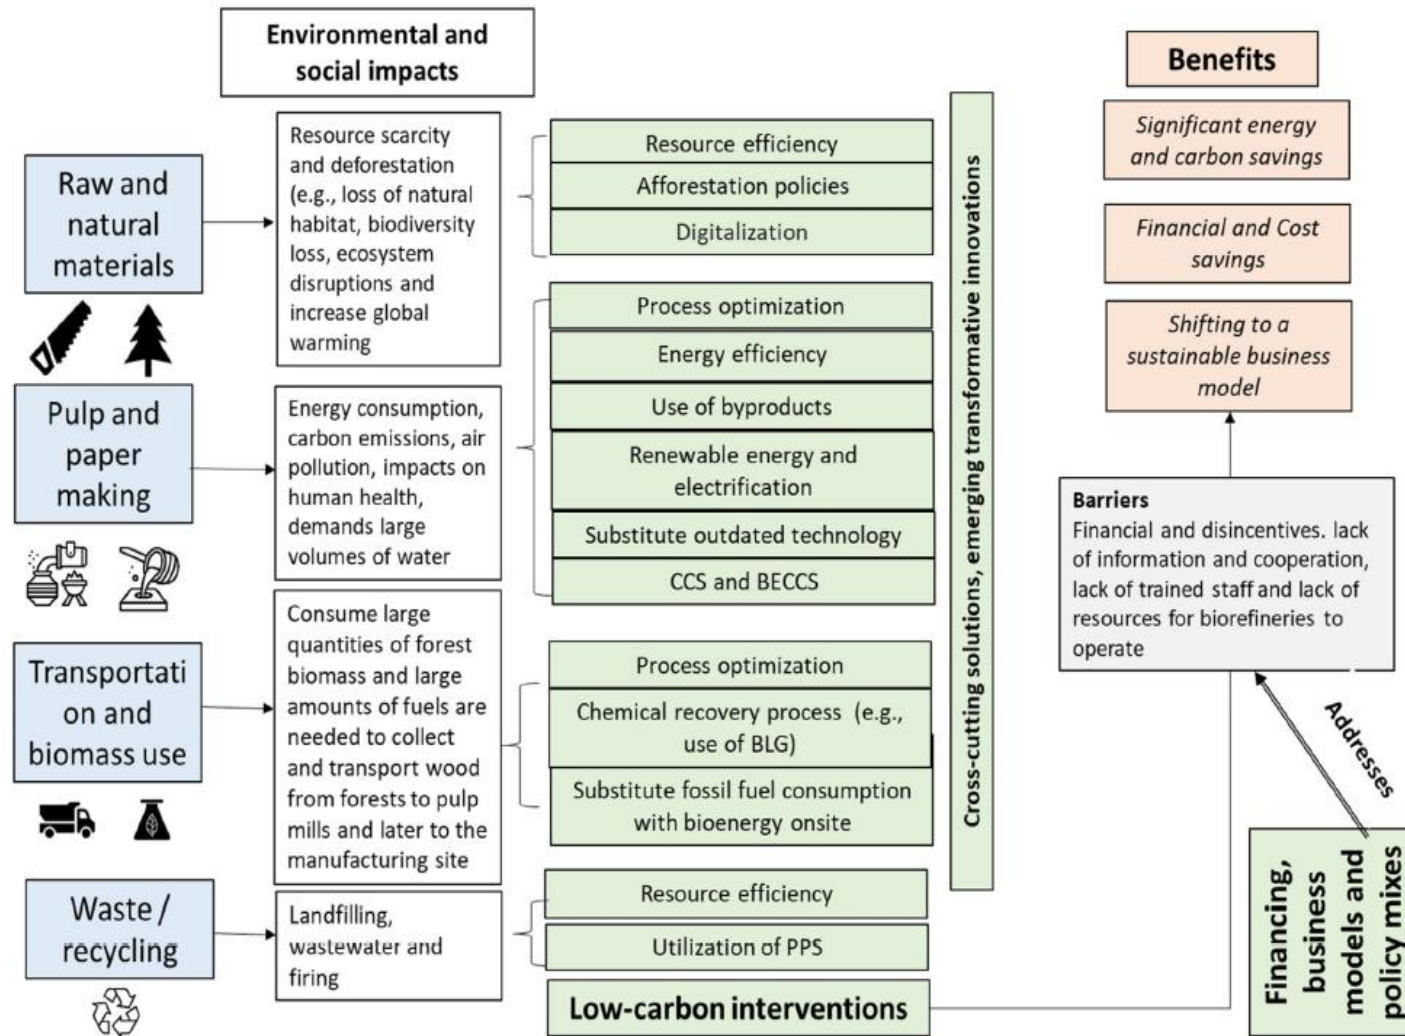 Environmental and
social impacts
Raw and
natural
materials
Resource scarcity
and deforestation
(e.g., loss of natural
habitat, biodiversity
loss, ecosystem
disruptions and
increase global
warming
Resource efficiency
Afforestation policies
Digitalization
Pulp and
paper
making
Energy consumption,
carbon emissions, air
pollution, impacts on
human health,
demands large
volumes of water
Process optimization
Energy efficiency
Use of byproducts
Renewable energy and
electrification
Substitute outdated technology
CCS and BECCS
Transportati
on and
biomass use
Consume large
quantities of forest
biomass and large
amounts of fuels are
needed to collect
and transport wood
from forests to pulp
mills and later to the
manufacturing site
Process optimization
Chemical recovery process (e.g.,
use of BLG)
Substitute fossil fuel consumption
with bioenergy onsite
Waste /
recycling
Landfilling,
wastewater and
firing
Resource efficiency
Utilization of PPS
Low-carbon interventions
Cross-cutting solutions, emerging transformative innovations
Benefits
Significant energy
and carbon savings
Financial and Cost
savings
Shifting to a
sustainable business
model
Barriers
Financial and disincentives. lack
of information and cooperation,
lack of trained staff and lack of
resources for biorefineries to
operate
Addresses
Financing,
business
models and
policy mixes